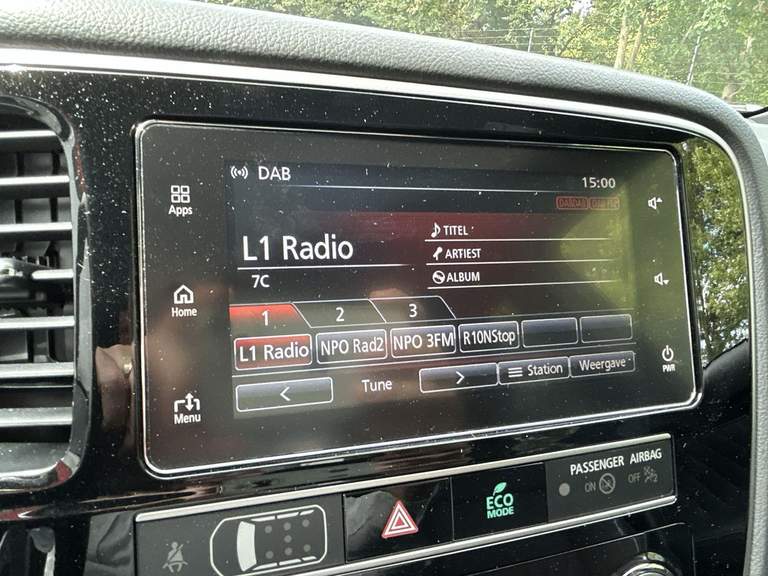 DAB
15:00
Apps
L1 Radio
TITEL
7C
ARTIEST
ALBUM
Home
1 2 3
L1 Radio NPO Rad2 NPO 3FM R10NStop
< Tune > Station Weergave
PWR
Menu
PASSENGER AIRBAG
ON OFF
ECO
MODE